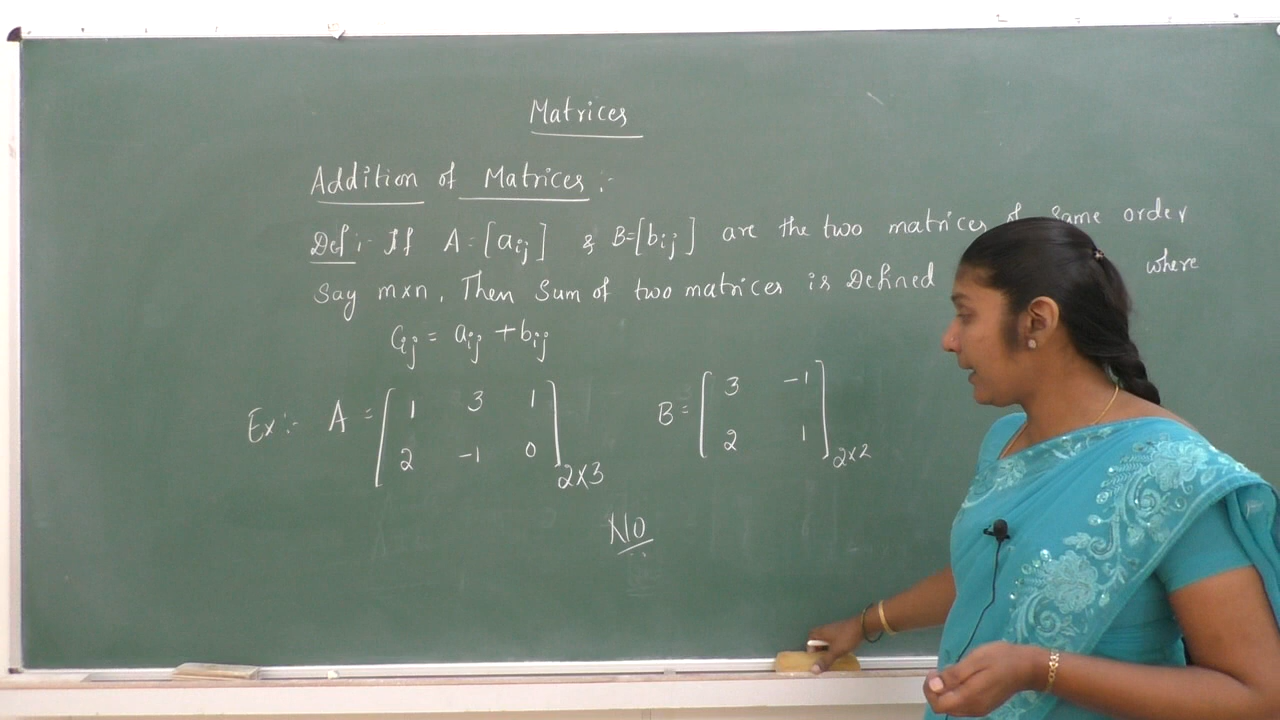 Matrices
Addition of Matrices :-
Def :- If A = [aij] & B=[bij] are the two matrices of same order
Say m×n, Then Sum of two matrices is Defined where
Cij = aij + bij
Ex:- A = [1 3 1 B = [3 -1
2 -1 0]2×3 2 1]2×2
No